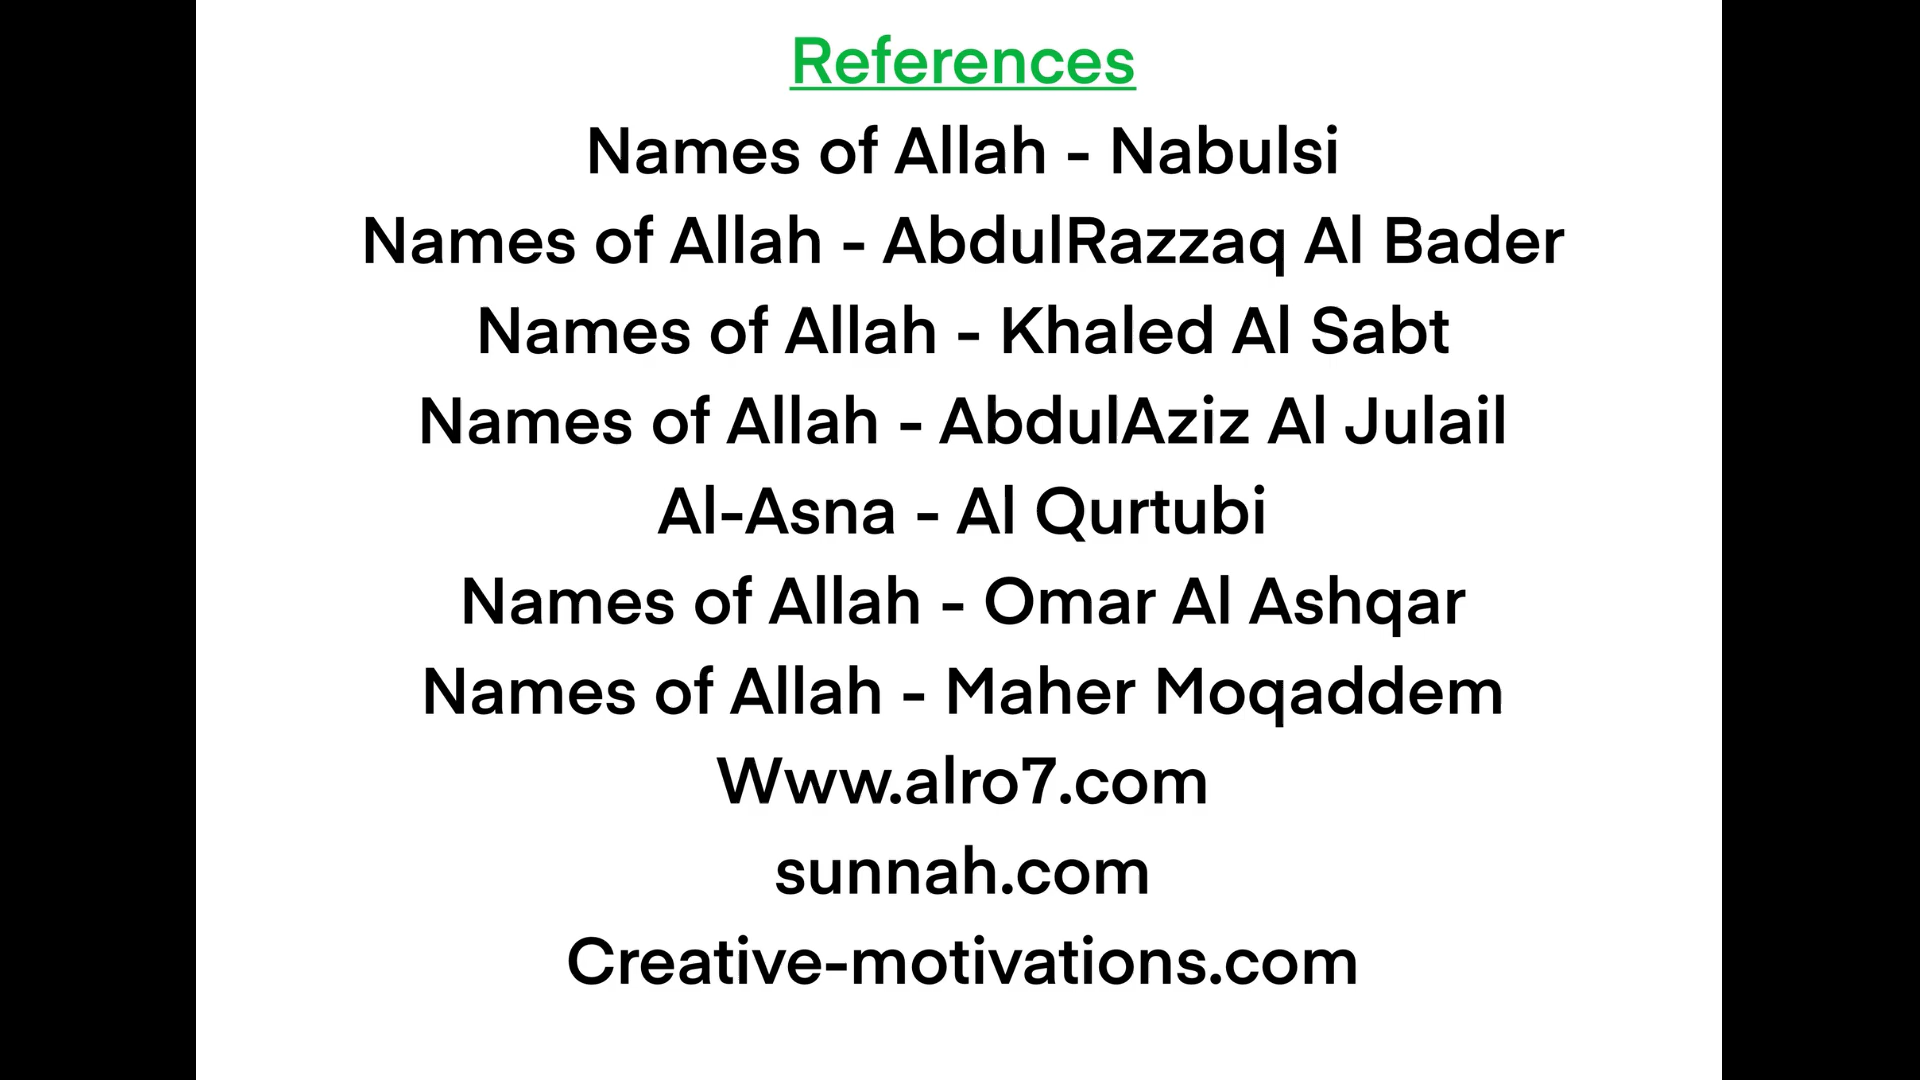 References
Names of Allah - Nabulsi
Names of Allah - AbdulRazzaq Al Bader
Names of Allah - Khaled Al Sabt
Names of Allah - AbdulAziz Al Julail
Al-Asna - Al Qurtubi
Names of Allah - Omar Al Ashqar
Names of Allah - Maher Moqaddem
Www.alro7.com
sunnah.com
Creative-motivations.com